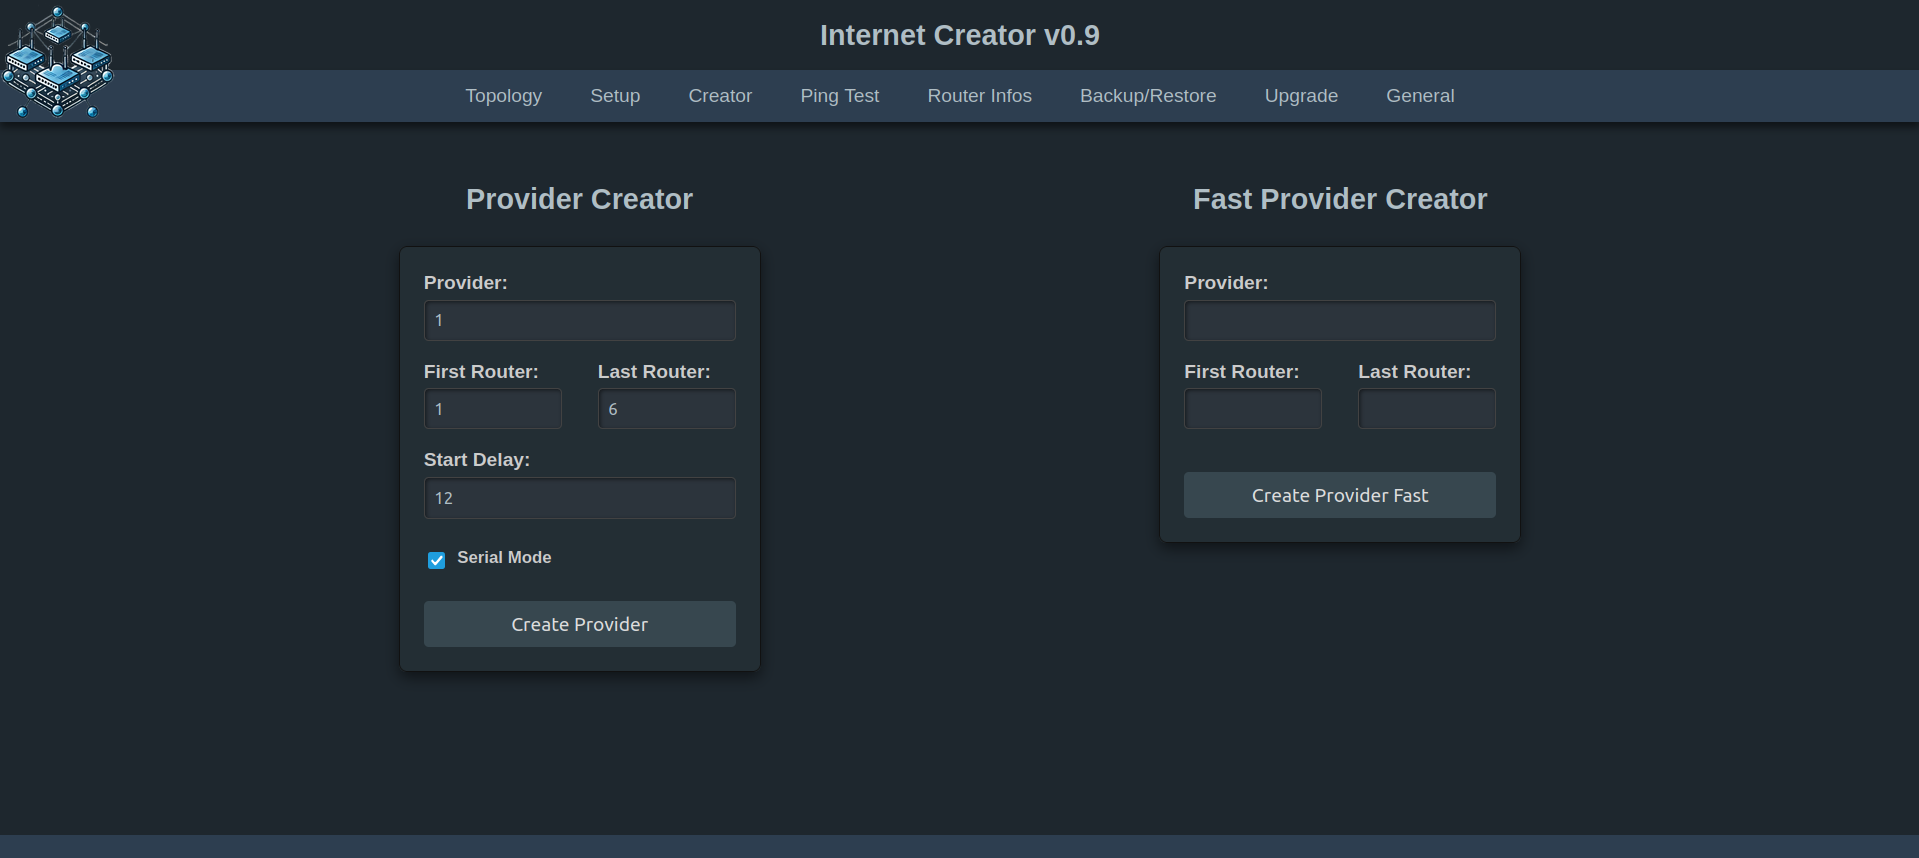 Internet Creator v0.9
Topology Setup Creator Ping Test Router Infos Backup/Restore Upgrade General
Provider Creator
Provider:
1
First Router: Last Router:
1 6
Start Delay:
12
Serial Mode
Create Provider
Fast Provider Creator
Provider:
First Router: Last Router:
Create Provider Fast